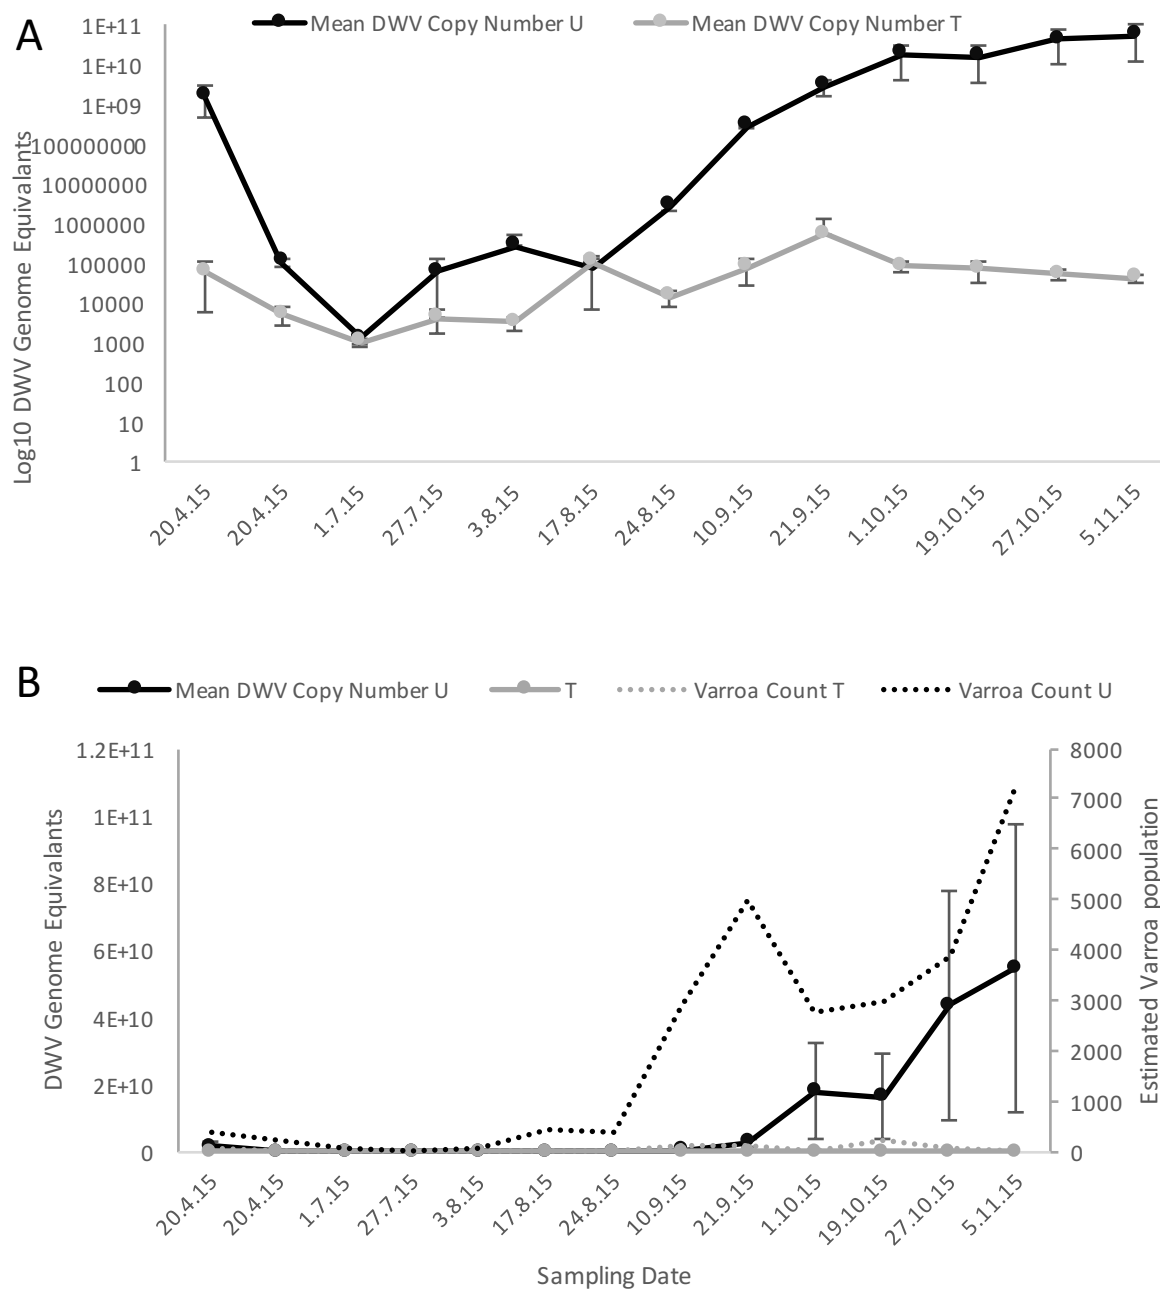 A
Mean DWV Copy Number U
Mean DWV Copy Number T
Log10 DWV Genome Equivalants
1E+11
1E+10
1E+09
100000000
10000000
1000000
100000
10000
1000
100
10
1
20.4.15
20.4.15
1.7.15
27.7.15
3.8.15
17.8.15
24.8.15
10.9.15
21.9.15
1.10.15
19.10.15
27.10.15
5.11.15
B
Mean DWV Copy Number U
T
Varroa Count T
Varroa Count U
DWV Genome Equivalants
1.2E+11
1E+11
8E+10
6E+10
4E+10
2E+10
0
8000
7000
6000
5000
4000
3000
2000
1000
0
Estimated Varroa population
20.4.15
20.4.15
1.7.15
27.7.15
3.8.15
17.8.15
24.8.15
10.9.15
21.9.15
1.10.15
19.10.15
27.10.15
5.11.15
Sampling Date